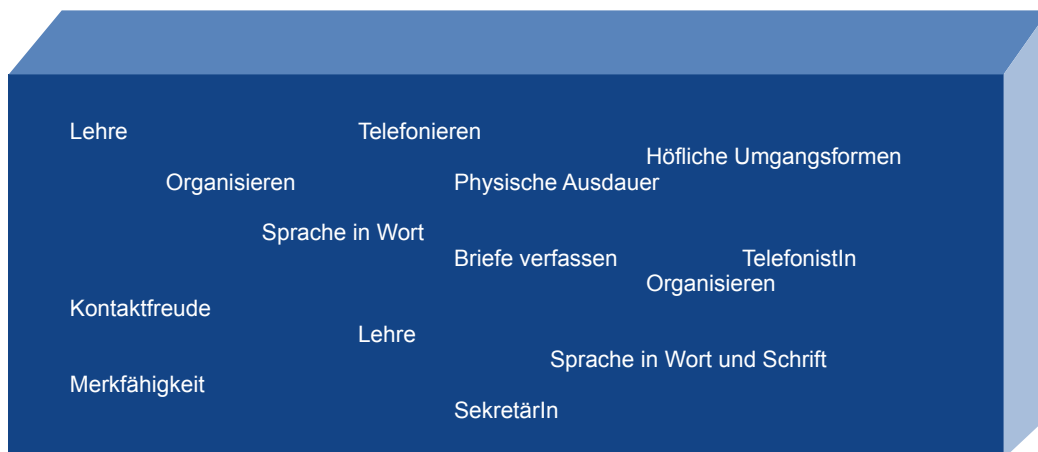 Lehre
Telefonieren
Höfliche Umgangsformen
Organisieren
Physische Ausdauer
Sprache in Wort
Briefe verfassen
TelefonistIn
Organisieren
Kontaktfreude
Lehre
Sprache in Wort und Schrift
Merkfähigkeit
SekretärIn